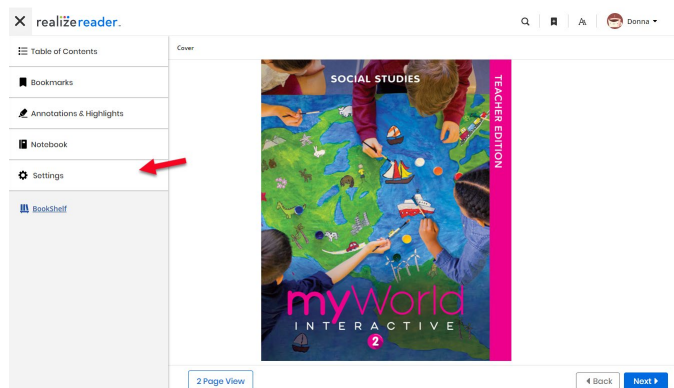 realizereader.
Donna
Table of Contents
Bookmarks
Annotations & Highlights
Notebook
Settings
BookShelf
Cover
SOCIAL STUDIES
TEACHER EDITION
myWorld
INTERACTIVE
2
2 Page View
Back
Next